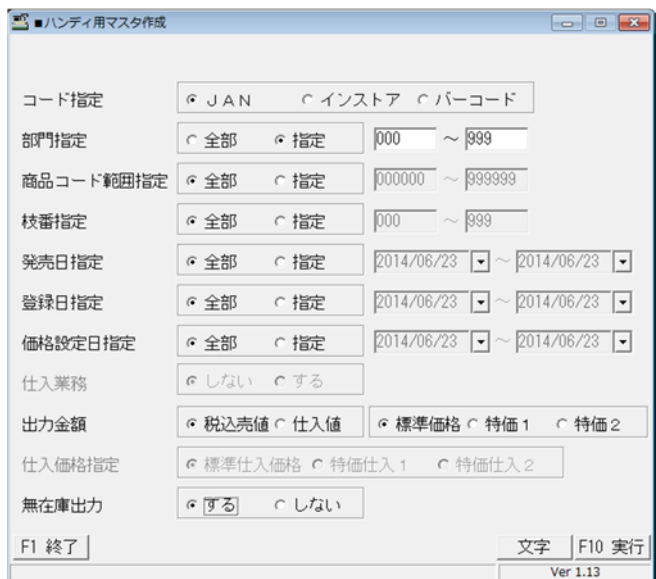 ■ハンディ用マスタ作成
コード指定 JAN インストア バーコード
部門指定 全部 指定 000 ～ 999
商品コード範囲指定 全部 指定 000000 ～ 999999
枝番指定 全部 指定 000 ～ 999
発売日指定 全部 指定 2014/06/23 ～ 2014/06/23
登録日指定 全部 指定 2014/06/23 ～ 2014/06/23
価格設定日指定 全部 指定 2014/06/23 ～ 2014/06/23
仕入業務 しない する
出力金額 税込売値 仕入値 標準価格 特価1 特価2
仕入価格指定 標準仕入価格 特価仕入1 特価仕入2
無在庫出力 する しない
F1 終了 文字 F10 実行
Ver 1.13